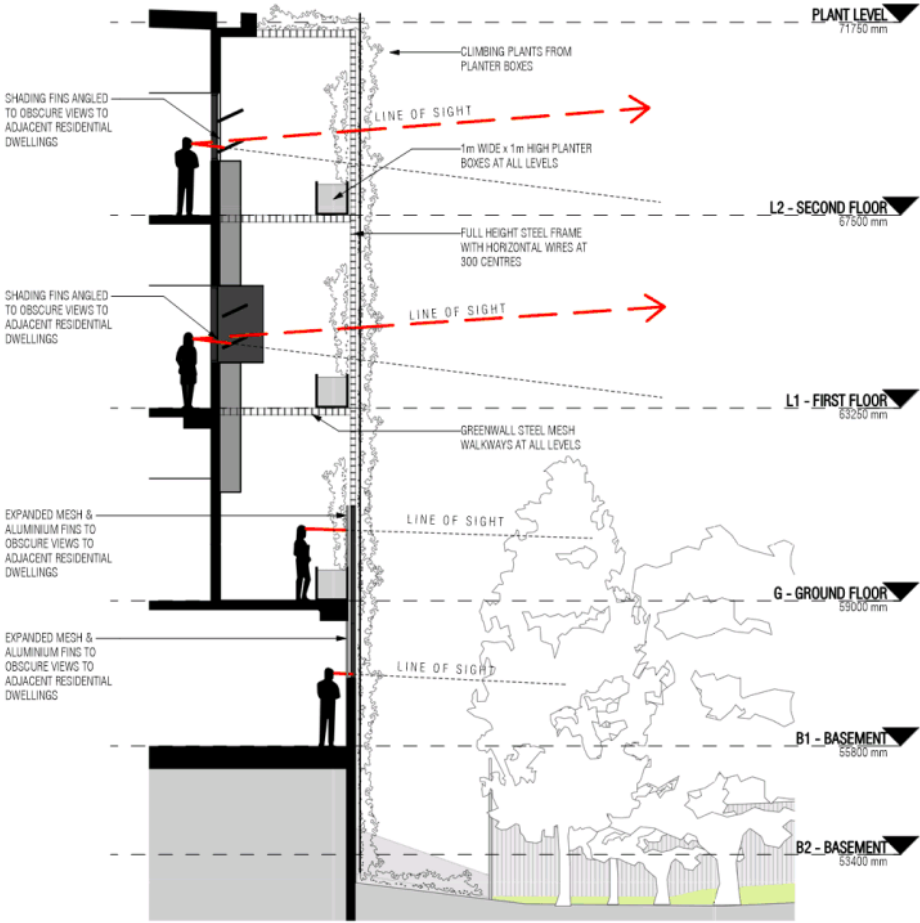 PLANT LEVEL
71750 mm
CLIMBING PLANTS FROM
PLANTER BOXES
SHADING FINS ANGLED
TO OBSCURE VIEWS TO
ADJACENT RESIDENTIAL
DWELLINGS
LINE OF SIGHT
1m WIDE x 1m HIGH PLANTER
BOXES AT ALL LEVELS
L2 - SECOND FLOOR
67500 mm
FULL HEIGHT STEEL FRAME
WITH HORIZONTAL WIRES AT
300 CENTRES
SHADING FINS ANGLED
TO OBSCURE VIEWS TO
ADJACENT RESIDENTIAL
DWELLINGS
LINE OF SIGHT
L1 - FIRST FLOOR
63250 mm
GREENWALL STEEL MESH
WALKWAYS AT ALL LEVELS
EXPANDED MESH &
ALUMINIUM FINS TO
OBSCURE VIEWS TO
ADJACENT RESIDENTIAL
DWELLINGS
LINE OF SIGHT
G - GROUND FLOOR
59000 mm
EXPANDED MESH &
ALUMINIUM FINS TO
OBSCURE VIEWS TO
ADJACENT RESIDENTIAL
DWELLINGS
LINE OF SIGHT
B1 - BASEMENT
55800 mm
B2 - BASEMENT
53400 mm